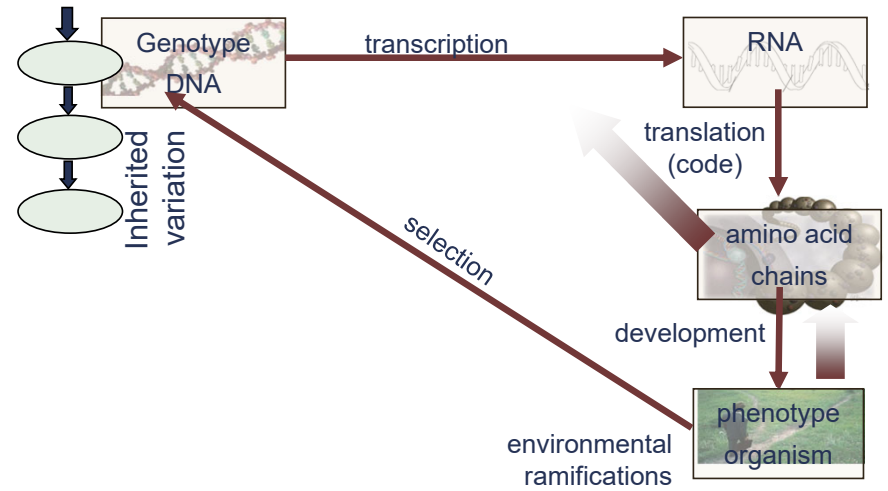 Genotype
DNA
transcription
RNA
translation
(code)
Inherited
variation
selection
amino acid
chains
development
phenotype
organism
environmental
ramifications